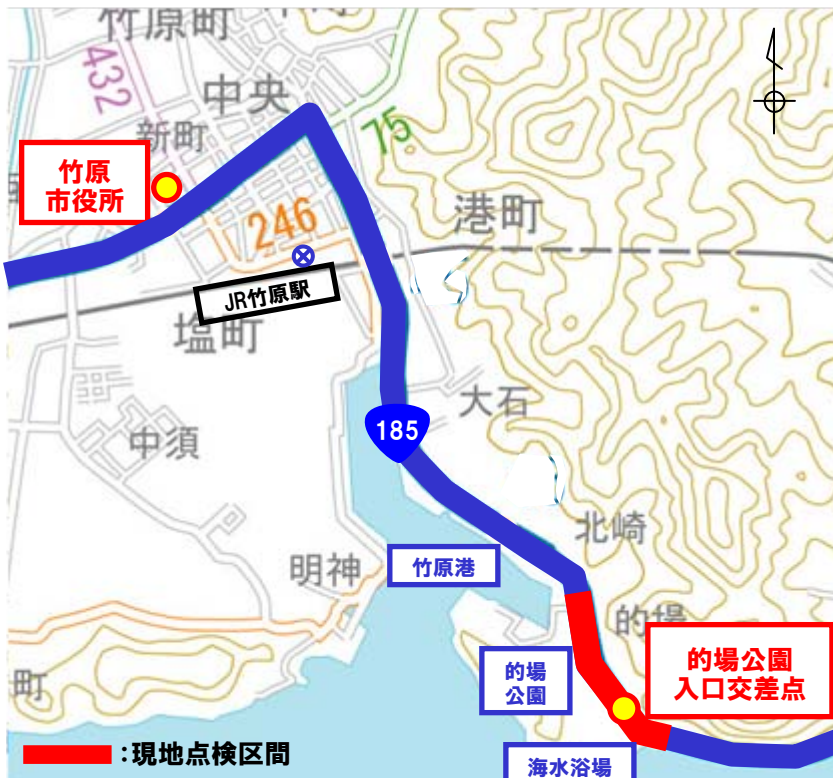 竹原町
432
中央
新町
75
竹原
市役所
港町
246
JR竹原駅
塩町
大石
185
中須
北崎
明神
竹原港
的場
的場公園
入口交差点
的場
公園
町
:現地点検区間
海水浴場